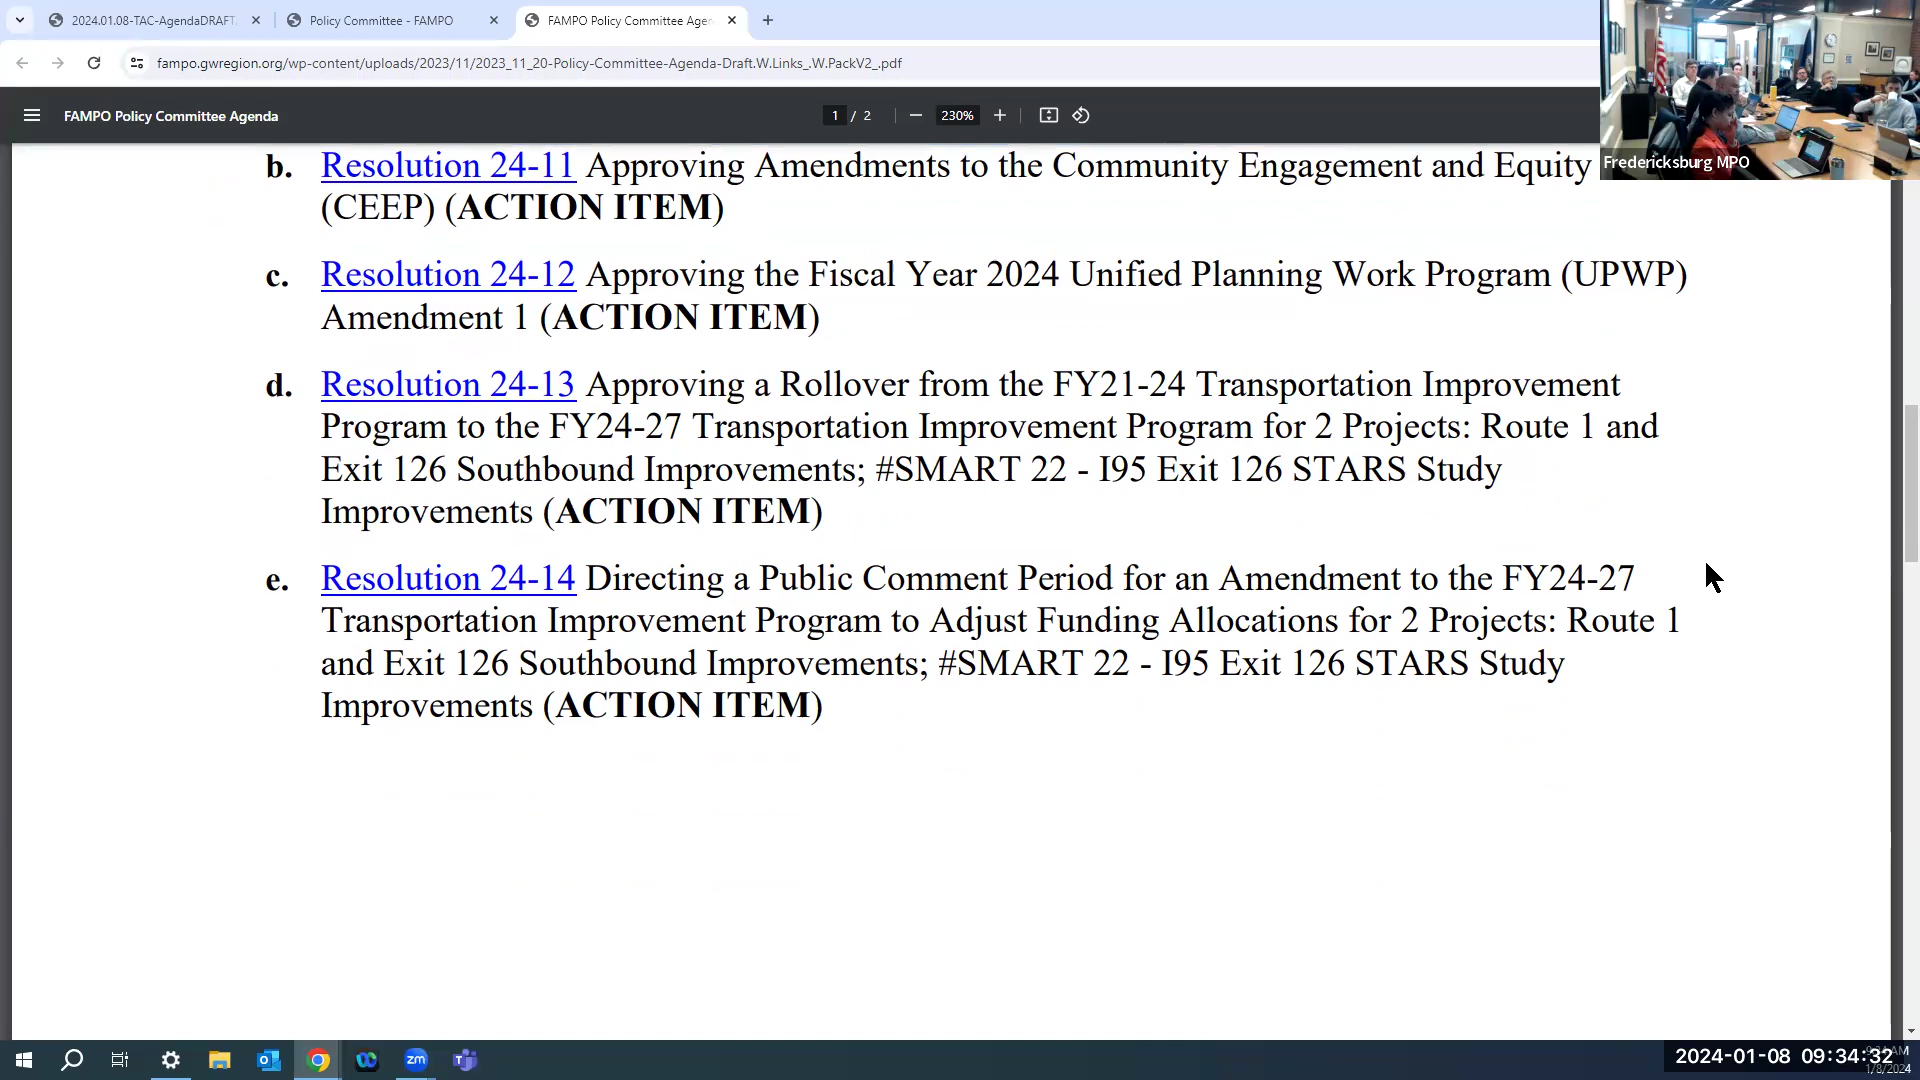 2024.01.08-TAC-AgendaDRAFT
Policy Committee - FAMPO
FAMPO Policy Committee Agen
fampo.gwregion.org/wp-content/uploads/2023/11/2023_11_20-Policy-Committee-Agenda-Draft.W.Links_.W.PackV2_.pdf
FAMPO Policy Committee Agenda
1 / 2
230%
Fredericksburg MPO
b. Resolution 24-11 Approving Amendments to the Community Engagement and Equity
(CEEP) (ACTION ITEM)
c. Resolution 24-12 Approving the Fiscal Year 2024 Unified Planning Work Program (UPWP)
Amendment 1 (ACTION ITEM)
d. Resolution 24-13 Approving a Rollover from the FY21-24 Transportation Improvement
Program to the FY24-27 Transportation Improvement Program for 2 Projects: Route 1 and
Exit 126 Southbound Improvements; #SMART 22 - I95 Exit 126 STARS Study
Improvements (ACTION ITEM)
e. Resolution 24-14 Directing a Public Comment Period for an Amendment to the FY24-27
Transportation Improvement Program to Adjust Funding Allocations for 2 Projects: Route 1
and Exit 126 Southbound Improvements; #SMART 22 - I95 Exit 126 STARS Study
Improvements (ACTION ITEM)
zm
2024-01-08 09:34:32
1/8/2024